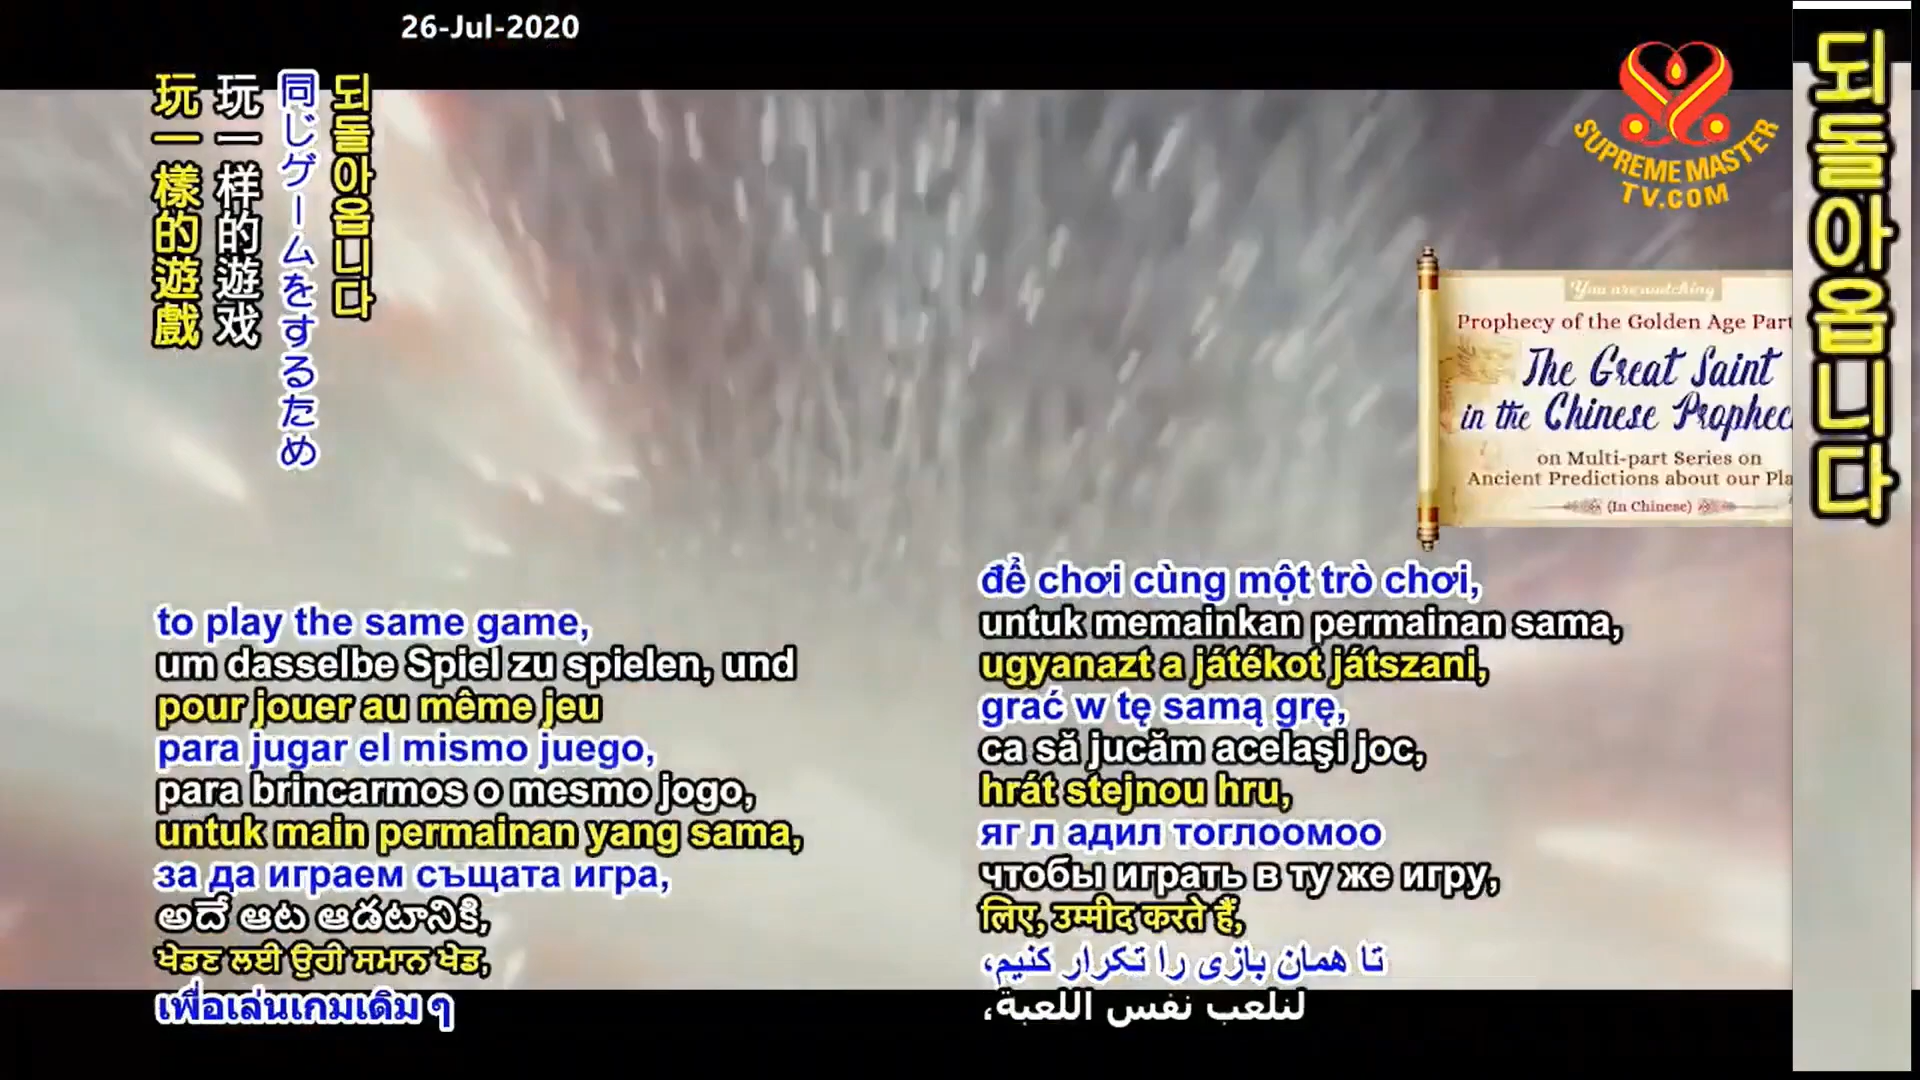 26-Jul-2020
玩一樣的遊戲
玩一样的遊戏
同じゲームをするため
되돌아옵니다
SUPREME MASTER
TV.COM
You are watching
Prophecy of the Golden Age Part
The Great Saint
in the Chinese Prophec
on Multi-part Series on
Ancient Predictions about our Pla
(In Chinese)
되돌아옵니다
to play the same game,
um dasselbe Spiel zu spielen, und
pour jouer au même jeu
para jugar el mismo juego,
para brincarmos o mesmo jogo,
untuk main permainan yang sama,
за да играем същата игра,
అదే ఆట ఆడటానికి,
ਖੇਡਣ ਲਈ ਉਹੀ ਸਮਾਨ ਖੇਡ,
เพื่อเล่นเกมเดิม ๆ
để chơi cùng một trò chơi,
untuk memainkan permainan sama,
ugyanazt a játékot játszani,
grać w tę samą grę,
ca să jucăm acelaşi joc,
hrát stejnou hru,
яг л адил тоглоомоо
чтобы играть в ту же игру,
लिए, उम्मीद करते हैं,
تا همان بازی را تکرار کنیم،
لنلعب نفس اللعبة،